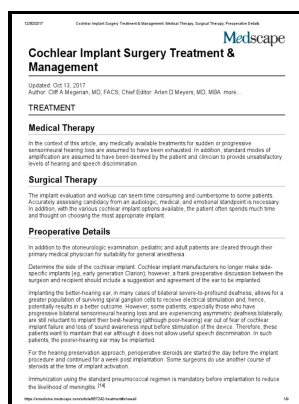 12/30/2017 Cochlear Implant Surgery Treatment & Management: Medical Therapy, Surgical Therapy, Preoperative Details
Medscape
Cochlear Implant Surgery Treatment &
Management
Updated: Oct 13, 2017
Author: Cliff A Megerian, MD, FACS; Chief Editor: Arlen D Meyers, MD, MBA more...
TREATMENT
Medical Therapy
In the context of this article, any medically available treatments for sudden or progressive
sensorineural hearing loss are assumed to have been exhausted. In addition, standard modes of
amplification are assumed to have been deemed by the patient and clinician to provide unsatisfactory
levels of hearing and speech discrimination.
Surgical Therapy
The implant evaluation and workup can seem time consuming and cumbersome to some patients.
Accurately assessing candidacy from an audiologic, medical, and emotional standpoint is necessary.
In addition, with the various cochlear implant options available, the patient often spends much time
and thought on choosing the most appropriate implant.
Preoperative Details
In addition to the otoneurologic examination, pediatric and adult patients are cleared through their
primary medical physician for suitability for general anesthesia.
Determine the side of the cochlear implant. Cochlear implant manufacturers no longer make side-
specific implants (eg, early generation Clarion); however, a frank preoperative discussion between the
surgeon and recipient should include a suggestion and agreement of the ear to be implanted.
Implanting the better-hearing ear, in many cases of bilateral severe-to-profound deafness, allows for a
greater population of surviving spiral ganglion cells to receive electrical stimulation and, hence,
potentially results in a better outcome. However, some patients, especially those who have
progressive bilateral sensorineural hearing loss and are experiencing asymmetric deafness bilaterally,
are still reluctant to implant their best-hearing (although poor-hearing) ear out of fear of cochlear
implant failure and loss of sound awareness input before stimulation of the device. Therefore, these
patients want to maintain that ear although it does not allow useful speech discrimination. In such
patients, the poorer-hearing ear may be implanted.
For the hearing preservation approach, perioperative steroids are started the day before the implant
procedure and continued for a week post implantation. Some surgeons do use another course of
steroids at the time of implant activation.
Immunization using the standard pneumococcal regimen is mandatory before implantation to reduce
the likelihood of meningitis. [14]
https://emedicine.medscape.com/article/857242-treatment#showall 1/9